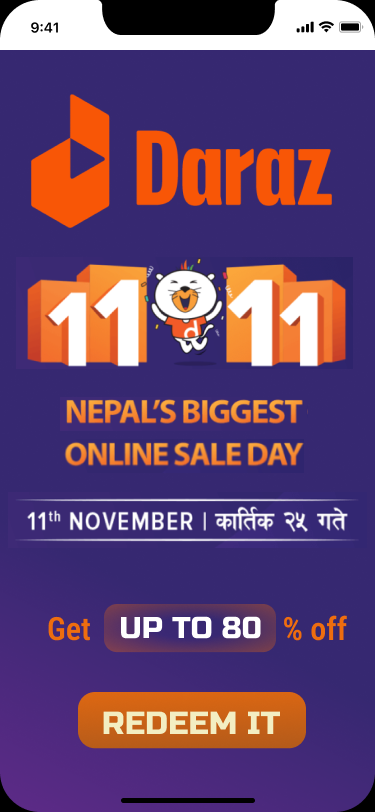 9:41
Daraz
11 11
NEPAL'S BIGGEST
ONLINE SALE DAY
11th NOVEMBER | कार्तिक २५ गते
Get UP TO 80 % off
REDEEM IT